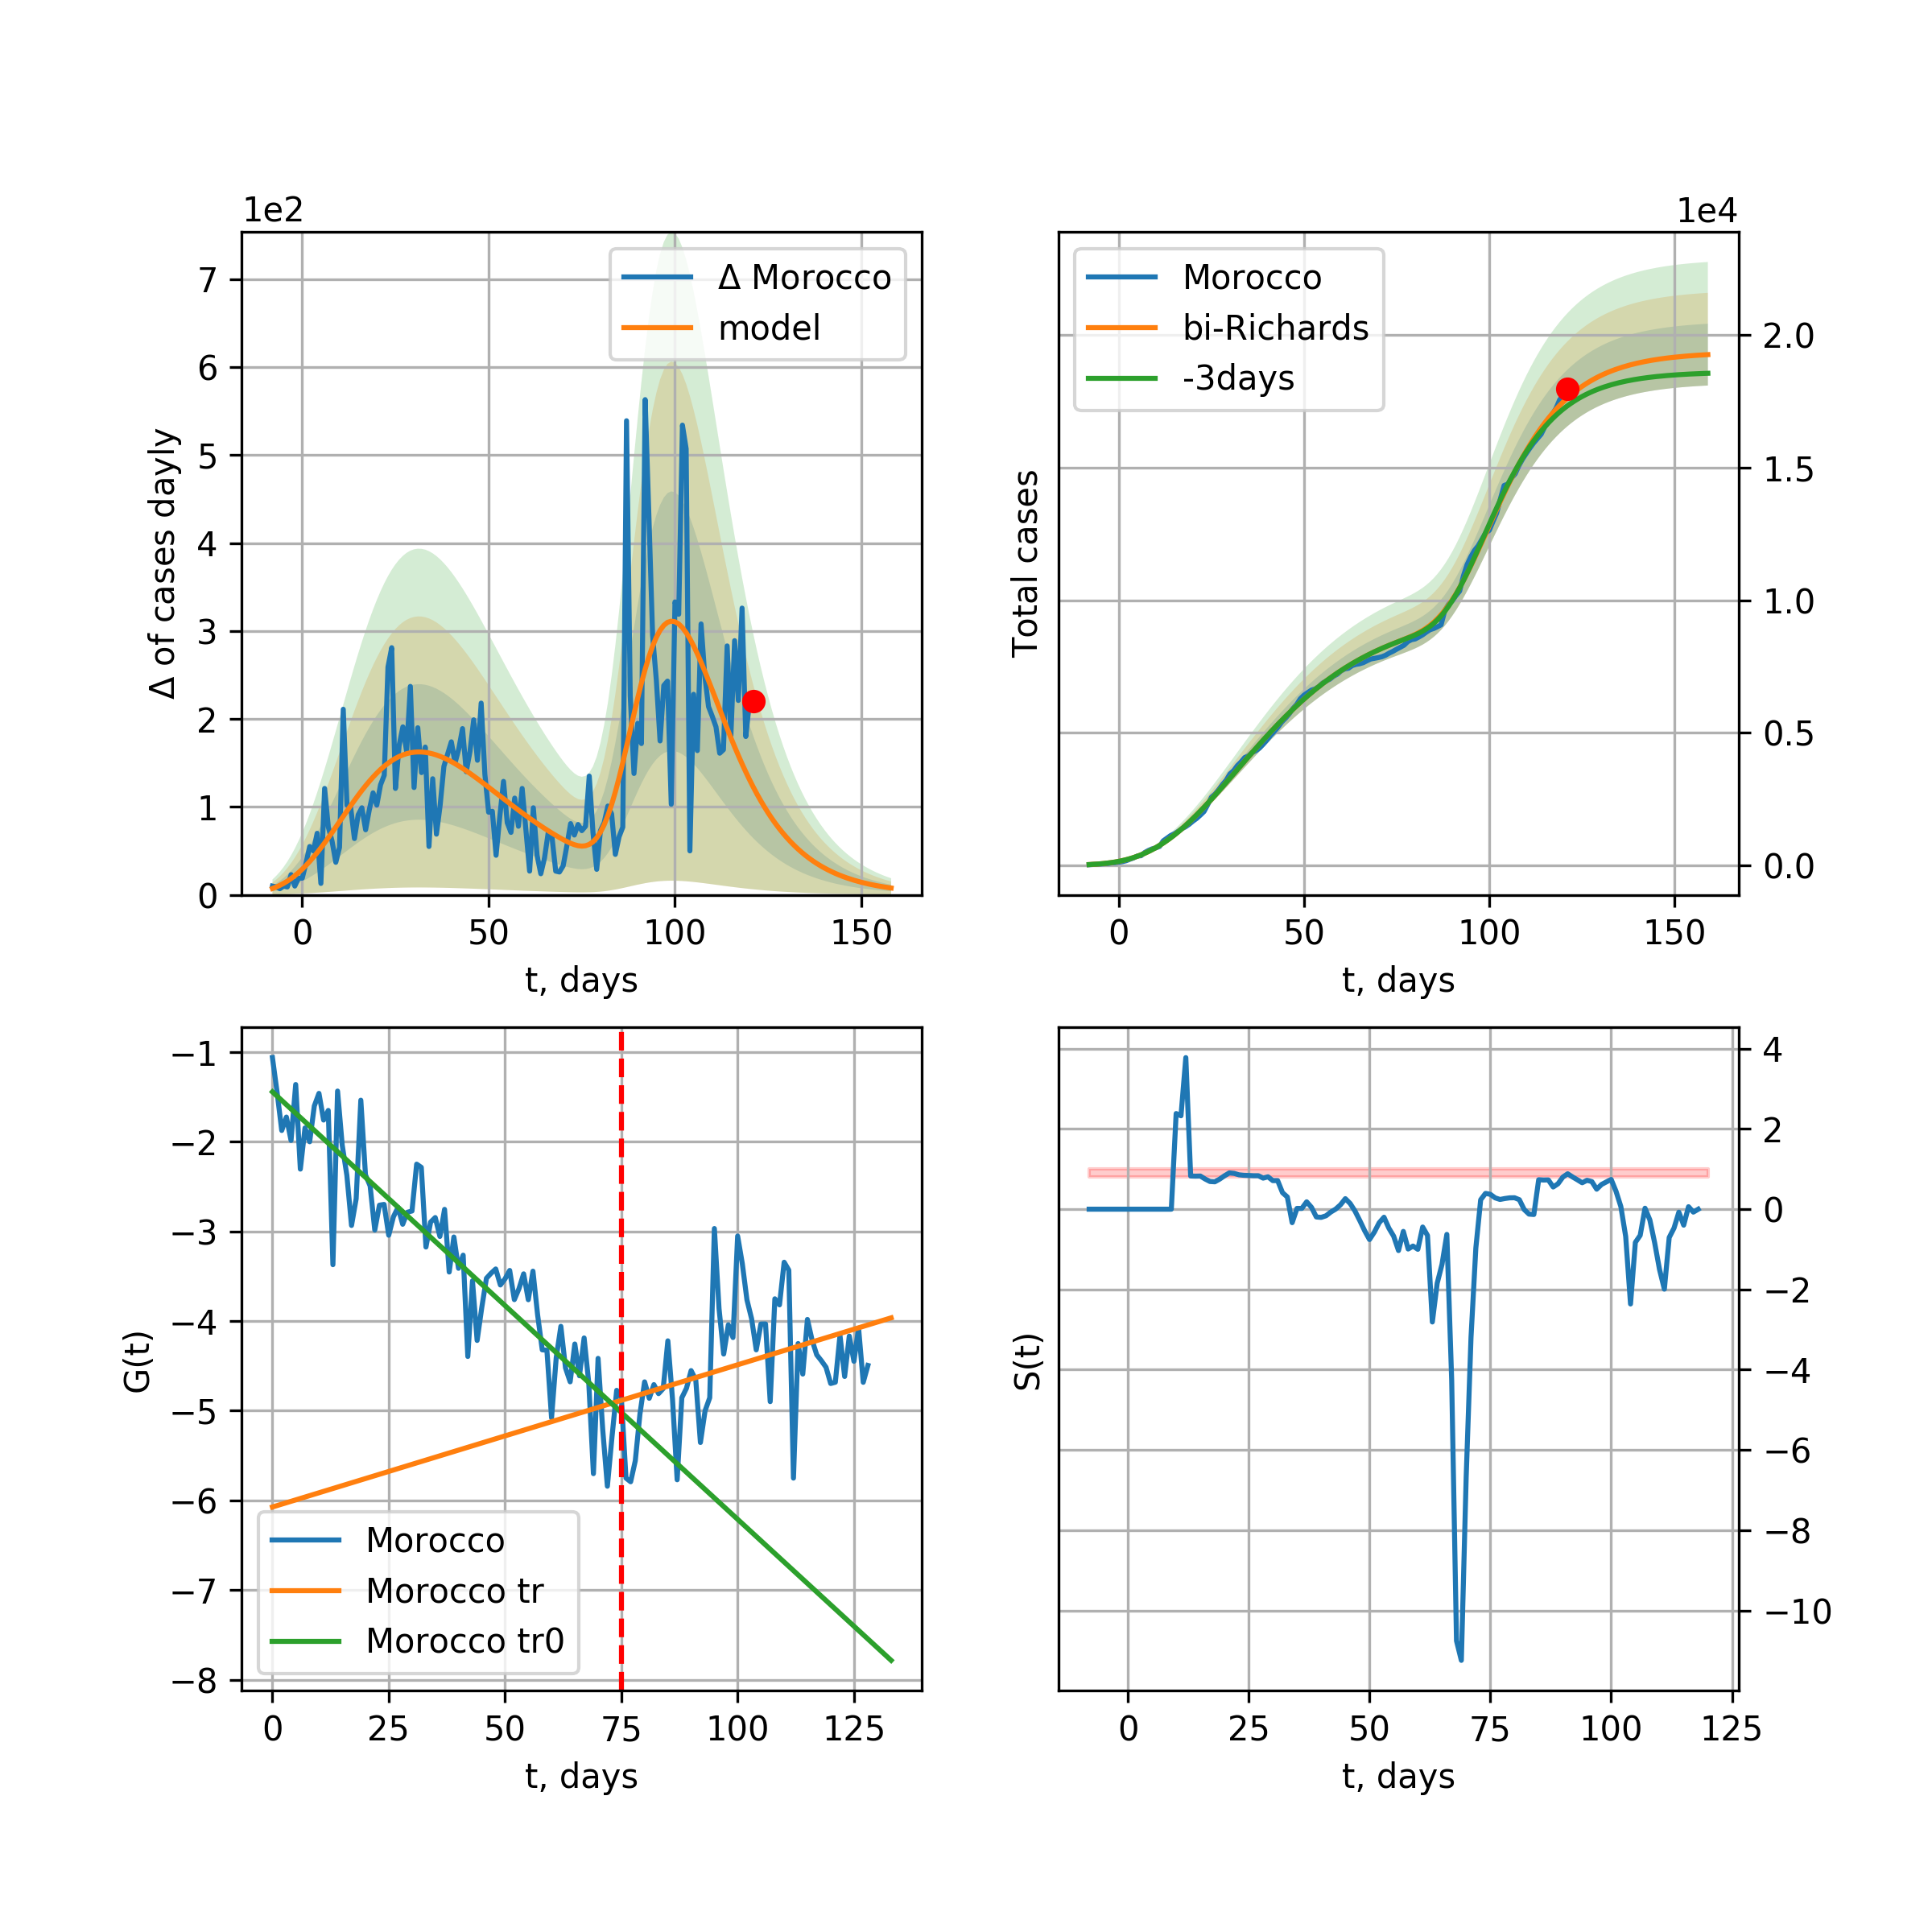 1e2
Δ Morocco
model
7
6
5
4
3
2
1
0
Δ of cases dayly
0
50
100
150
t, days
1e4
Morocco
bi-Richards
-3days
2.0
1.5
1.0
0.5
0.0
Total cases
0
50
100
150
t, days
−1
−2
−3
−4
−5
−6
−7
−8
G(t)
Morocco
Morocco tr
Morocco tr0
0
25
50
75
100
125
t, days
4
2
0
−2
−4
−6
−8
−10
S(t)
0
25
50
75
100
125
t, days